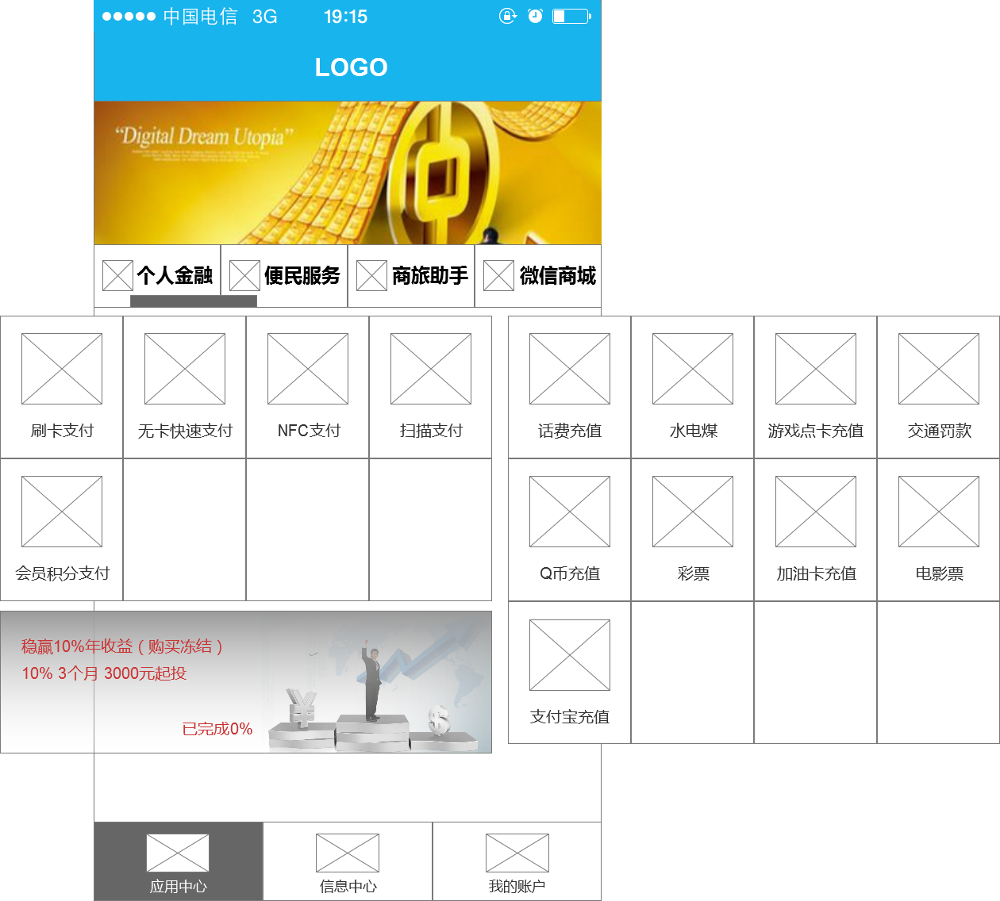 中国电信 3G 19:15
LOGO
“Digital Dream Utopia”
个人金融 便民服务 商旅助手 微信商城
刷卡支付 无卡快速支付 NFC支付 扫描支付 话费充值 水电煤 游戏点卡充值 交通罚款
会员积分支付 Q币充值 彩票 加油卡充值 电影票
稳赢10%年收益（购买冻结）
10% 3个月 3000元起投
支付宝充值
已完成0%
应用中心 信息中心 我的账户